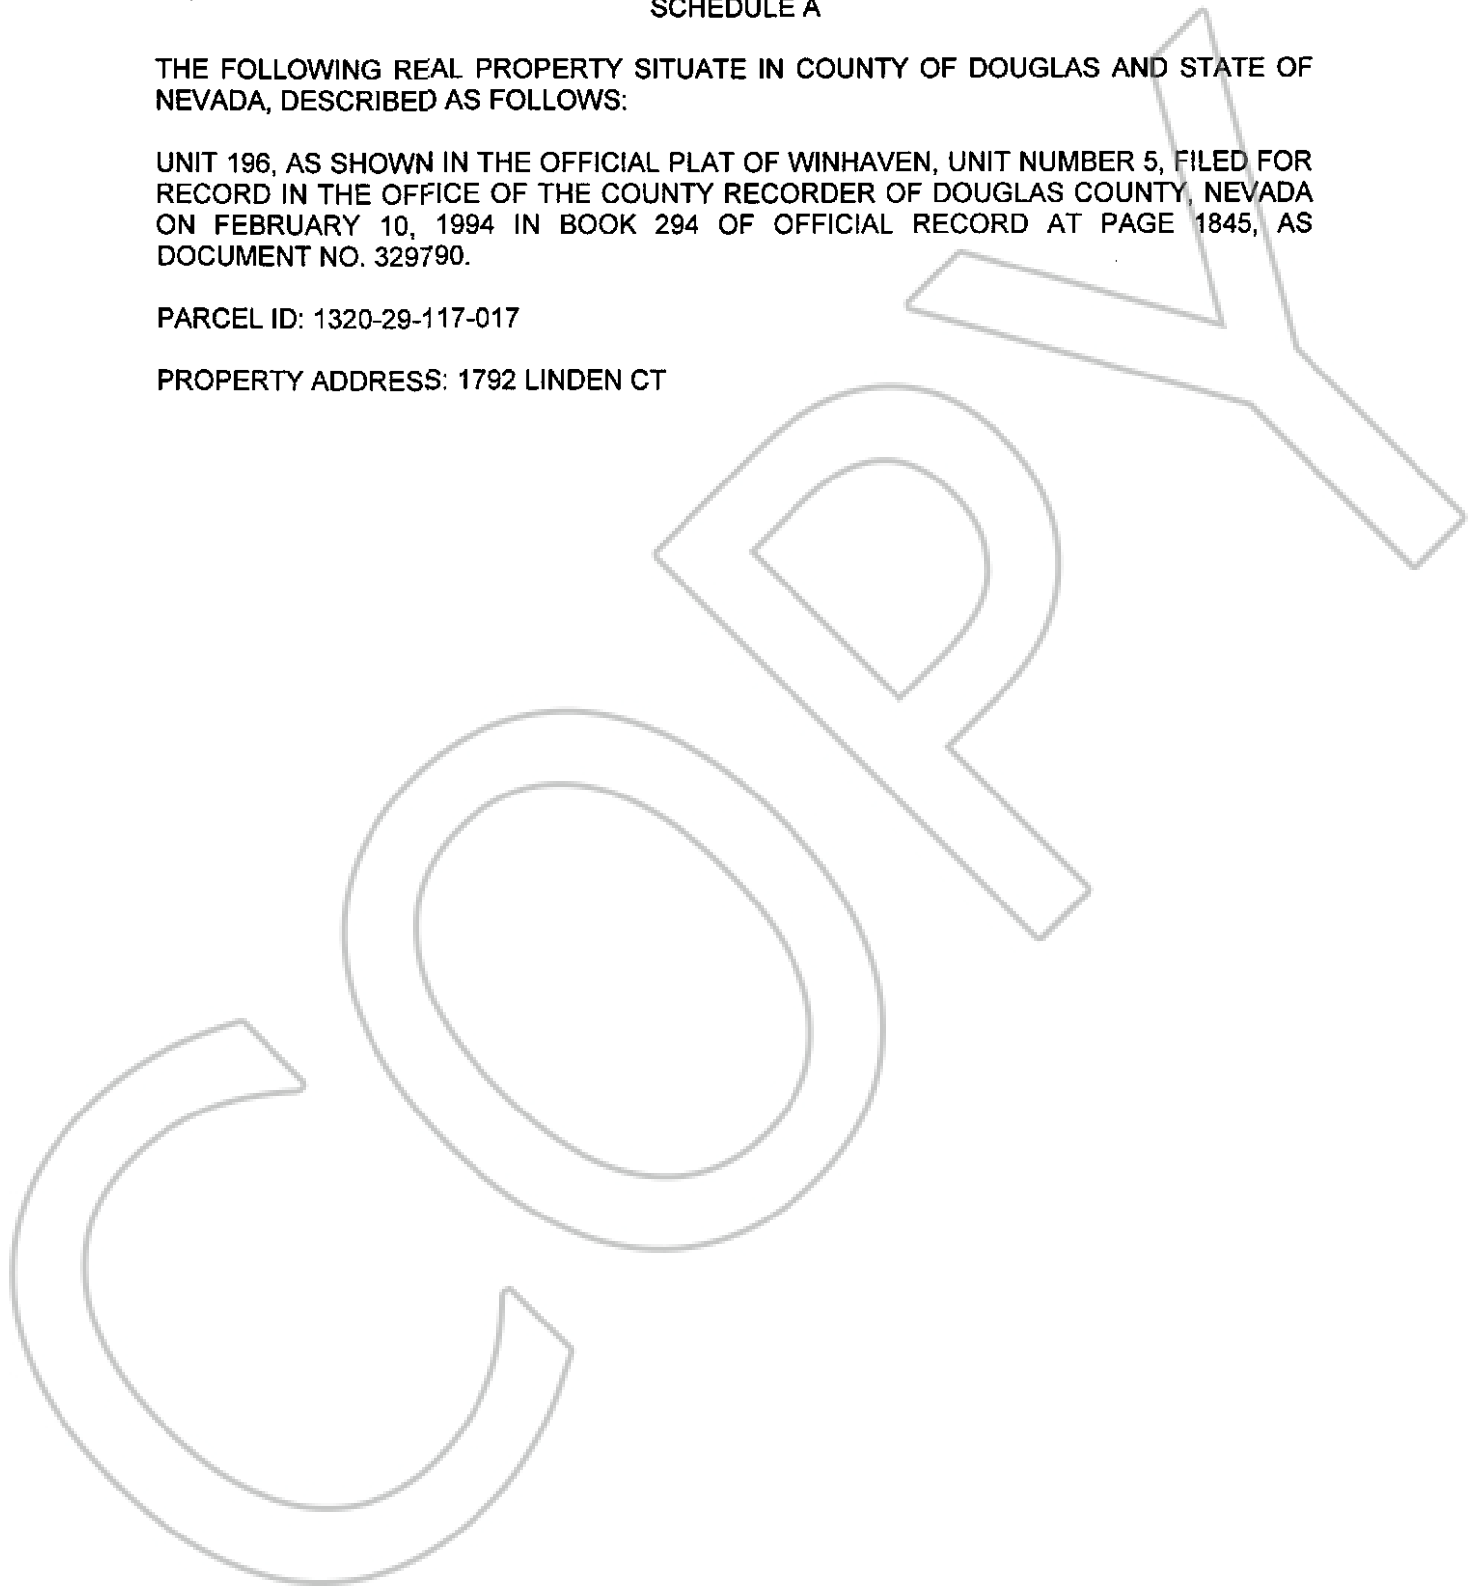 SCHEDULE A
THE FOLLOWING REAL PROPERTY SITUATE IN COUNTY OF DOUGLAS AND STATE OF
NEVADA, DESCRIBED AS FOLLOWS:
UNIT 196, AS SHOWN IN THE OFFICIAL PLAT OF WINHAVEN, UNIT NUMBER 5, FILED FOR
RECORD IN THE OFFICE OF THE COUNTY RECORDER OF DOUGLAS COUNTY, NEVADA
ON FEBRUARY 10, 1994 IN BOOK 294 OF OFFICIAL RECORD AT PAGE 1845, AS
DOCUMENT NO. 329790.
PARCEL ID: 1320-29-117-017
PROPERTY ADDRESS: 1792 LINDEN CT
COPY